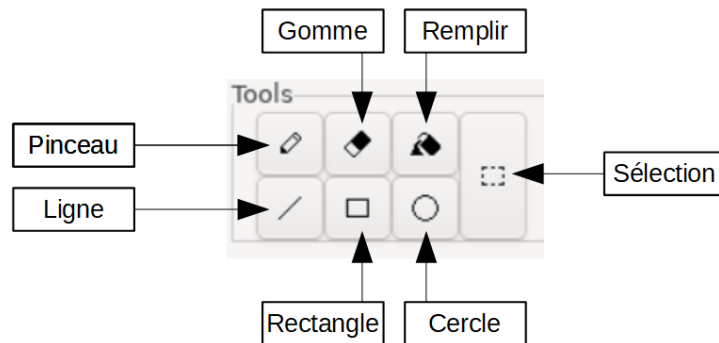 Gomme
Remplir
Tools
Pinceau
Sélection
Ligne
Rectangle
Cercle